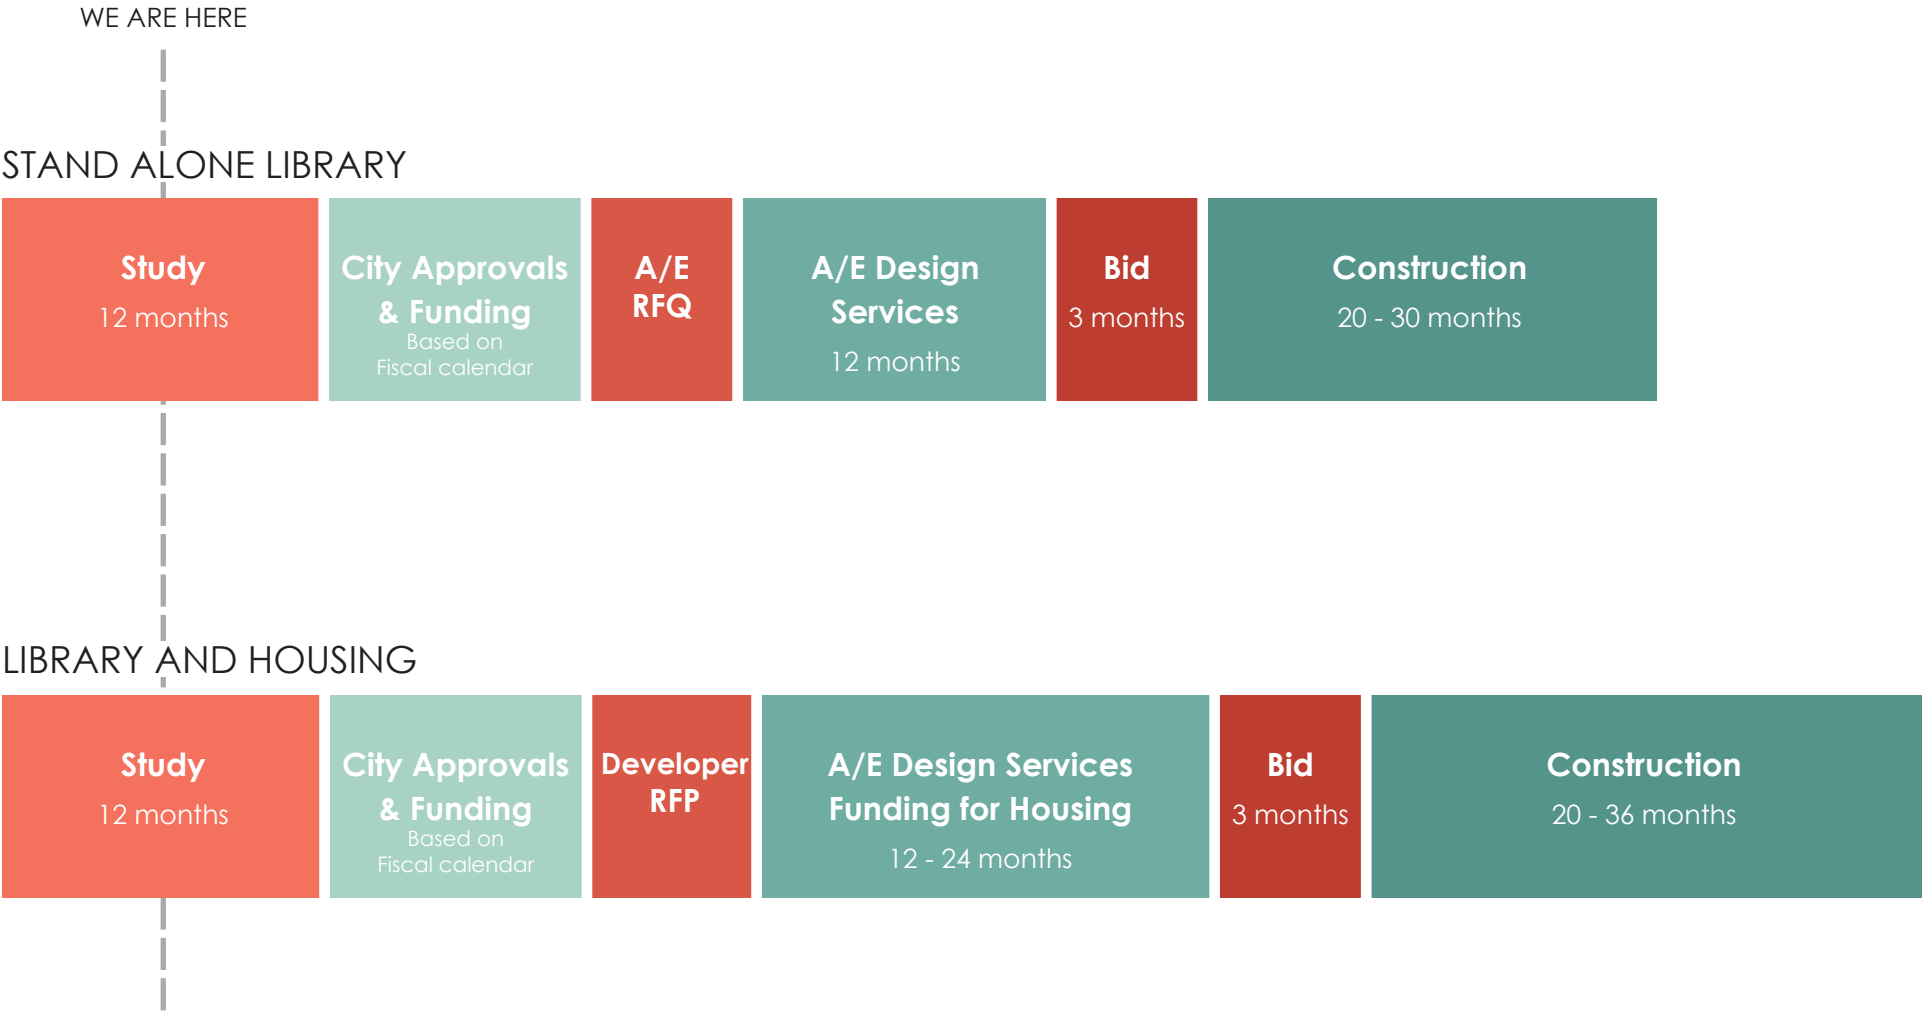 WE ARE HERE
STAND ALONE LIBRARY
Study
12 months
City Approvals
& Funding
Based on
Fiscal calendar
A/E
RFQ
A/E Design
Services
12 months
Bid
3 months
Construction
20 - 30 months
LIBRARY AND HOUSING
Study
12 months
City Approvals
& Funding
Based on
Fiscal calendar
Developer
RFP
A/E Design Services
Funding for Housing
12 - 24 months
Bid
3 months
Construction
20 - 36 months